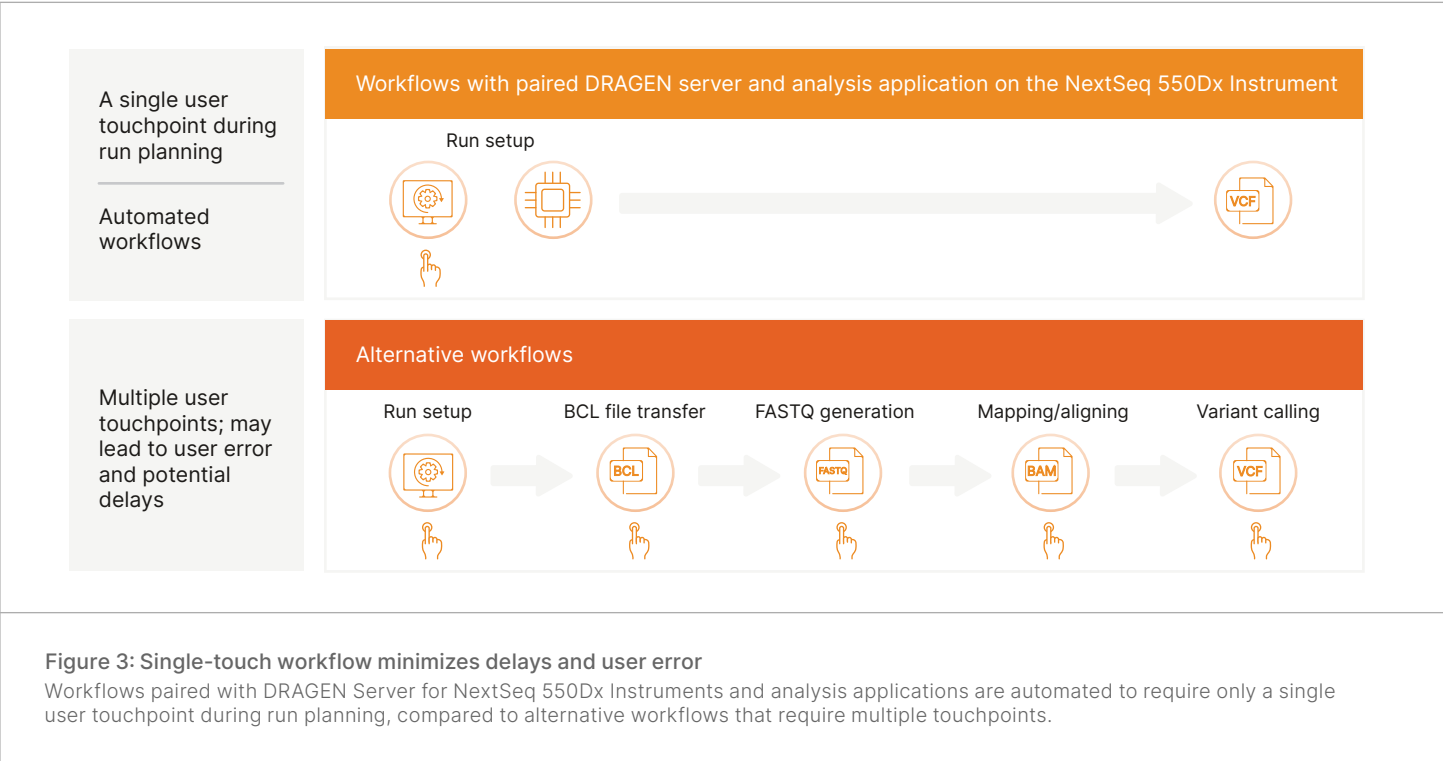 A single user
touchpoint during
run planning
Automated
workflows
Workflows with paired DRAGEN server and analysis application on the NextSeq 550Dx Instrument
Run setup
VCF
Multiple user
touchpoints; may
lead to user error
and potential
delays
Alternative workflows
Run setup
BCL file transfer
FASTQ generation
Mapping/aligning
Variant calling
BCL
FASTQ
BAM
VCF
Figure 3: Single-touch workflow minimizes delays and user error
Workflows paired with DRAGEN Server for NextSeq 550Dx Instruments and analysis applications are automated to require only a single
user touchpoint during run planning, compared to alternative workflows that require multiple touchpoints.